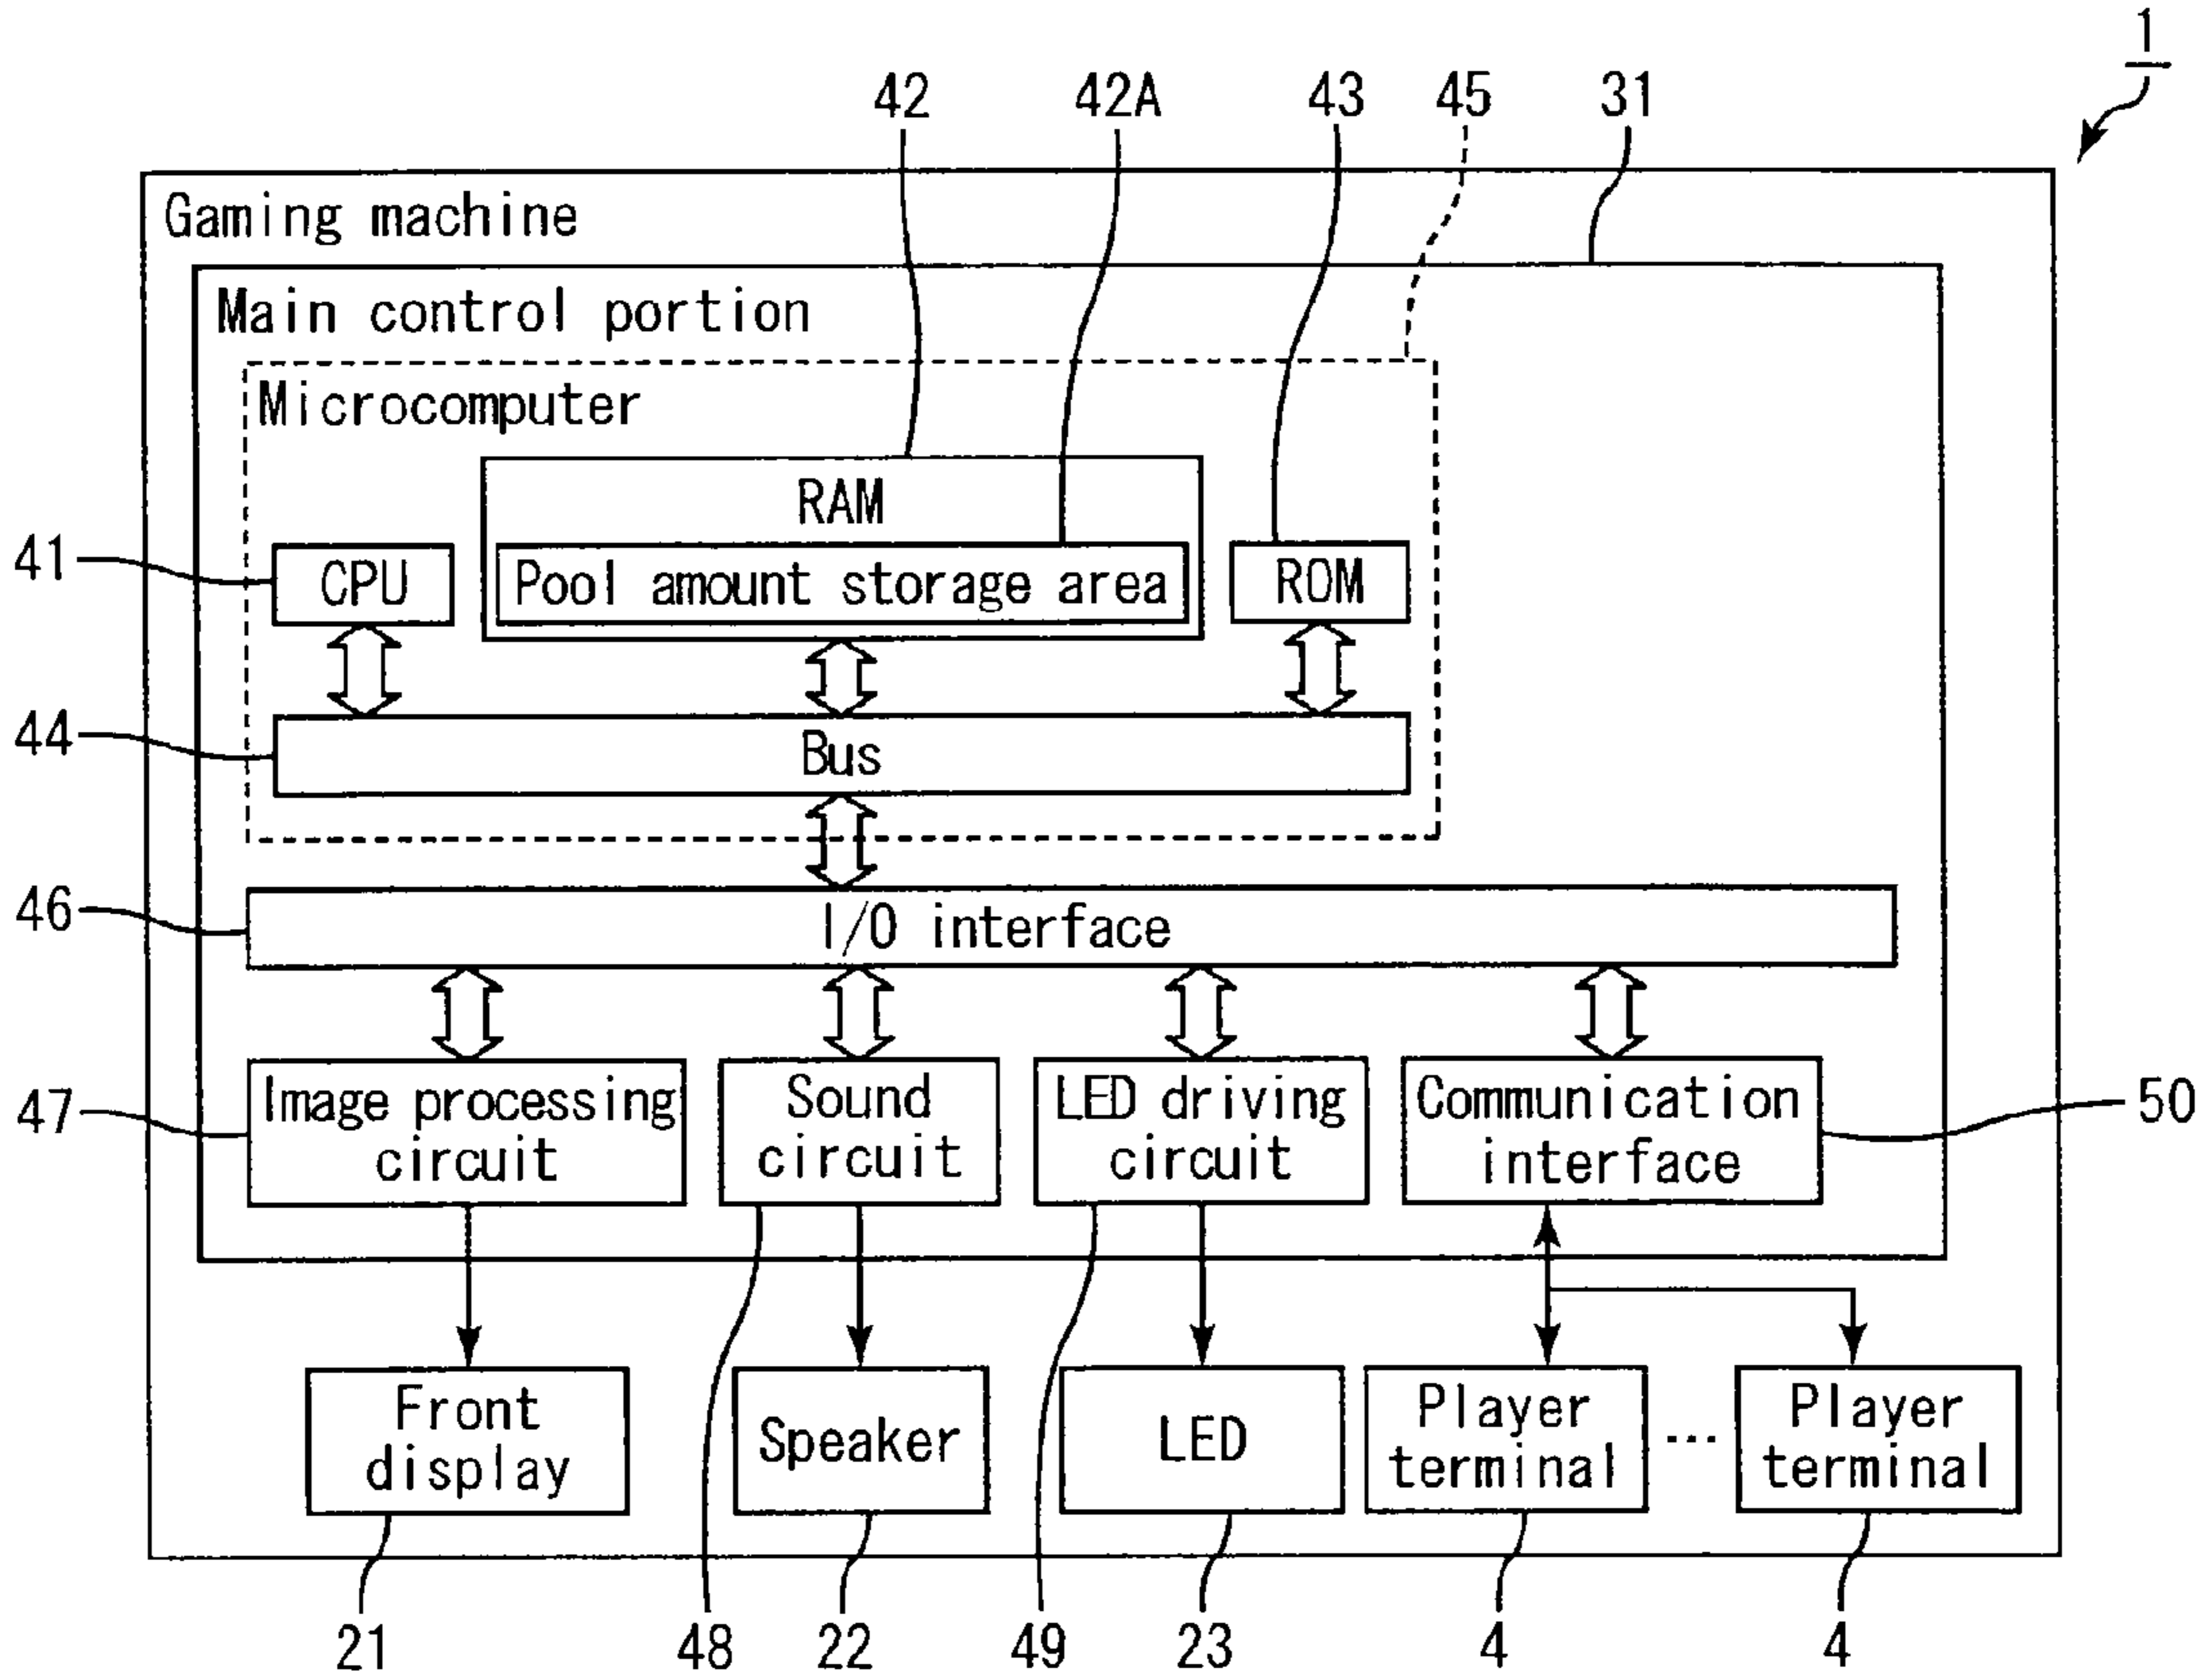 1
42 42A 43 45 31
Gaming machine
Main control portion
Microcomputer
RAM
41
CPU
Pool amount storage area
ROM
44
Bus
46
I/O interface
47
Image processing
circuit
Sound
circuit
LED driving
circuit
Communication
interface
50
Front
display
Speaker
LED
Player
terminal
...
Player
terminal
21 48 22 49 23 4 4